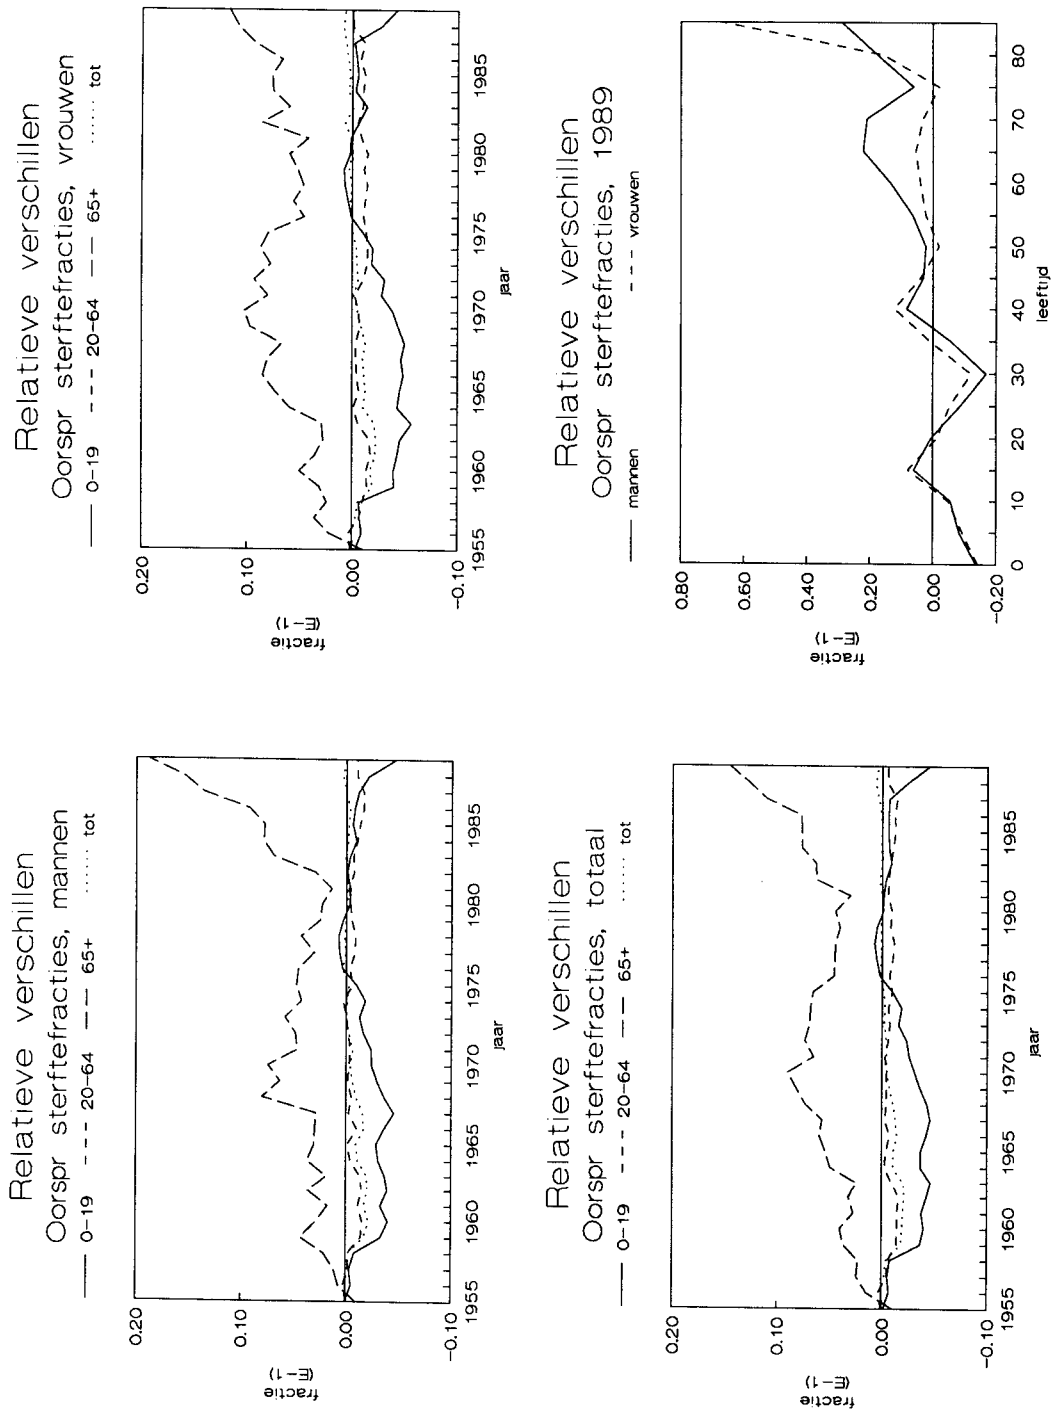 Relatieve verschillen
Oorspr sterftefracties, mannen
0-19 20-64 65+ tot
fractie
(E-1)
0.20
0.10
0.00
-0.10
1955 1960 1965 1970 1975 1980 1985
jaar
Relatieve verschillen
Oorspr sterftefracties, vrouwen
0-19 20-64 65+ tot
fractie
(E-1)
0.20
0.10
0.00
-0.10
1955 1960 1965 1970 1975 1980 1985
jaar
Relatieve verschillen
Oorspr sterftefracties, totaal
0-19 20-64 65+ tot
fractie
(E-1)
0.20
0.10
0.00
-0.10
1955 1960 1965 1970 1975 1980 1985
jaar
Relatieve verschillen
Oorspr sterftefracties, 1989
mannen vrouwen
fractie
(E-1)
0.80
0.60
0.40
0.20
0.00
-0.20
0 10 20 30 40 50 60 70 80
leeftijd